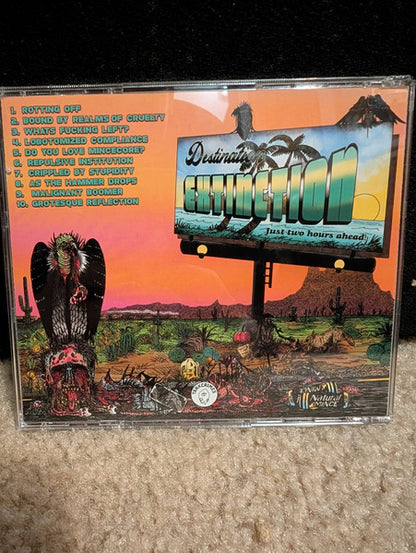 1. ROTTING OFF
2. BOUND BY REALMS OF CRUELTY
3. WHATS FUCKING LEFT?
4. LOBOTOMIZED COMPLIANCE
5. DO YOU LOVE MINCECORE?
6. REPULSIVE INSTITUTION
7. CRIPPLED BY STUPIDITY
8. AS THE HAMMER DROPS
9. MALIGNANT BOOMER
10. GROTESQUE REFLECTION
Destination
EXTINCTION
Just two hours ahead
Natural
MINCE